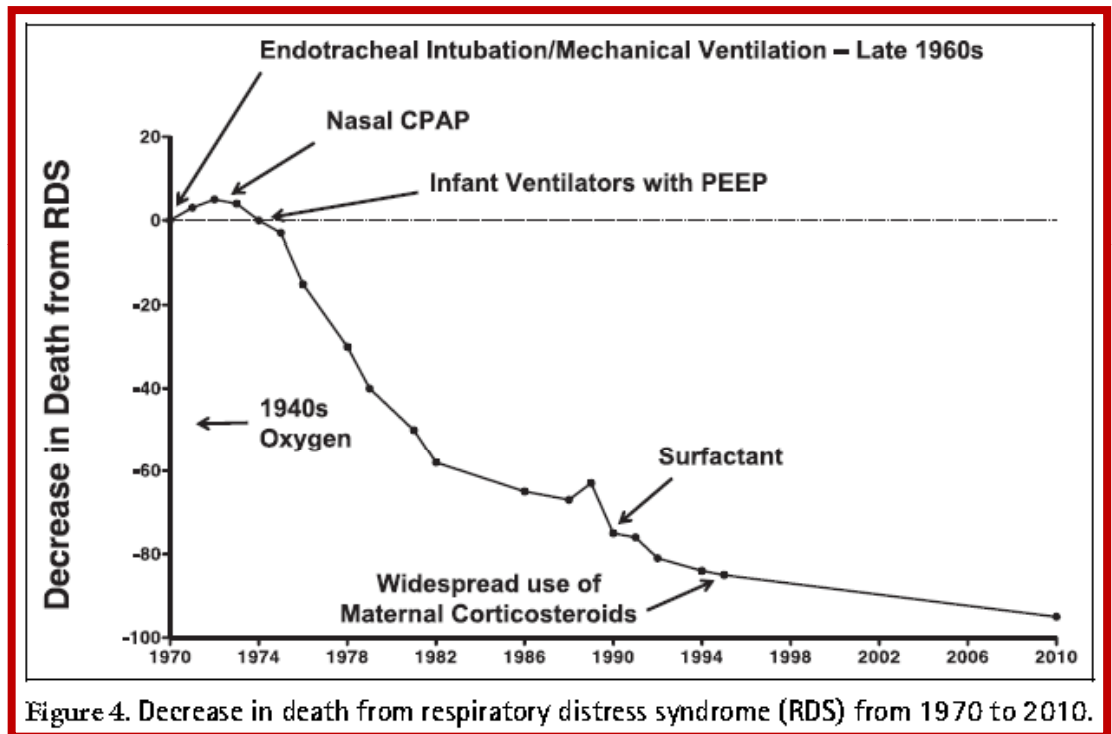 Endotracheal Intubation/Mechanical Ventilation – Late 1960s
Nasal CPAP
Infant Ventilators with PEEP
Decrease in Death from RDS
20
0
-20
-40
-60
-80
-100
1940s
Oxygen
Surfactant
Widespread use of
Maternal Corticosteroids
1970 1974 1978 1982 1986 1990 1994 1998 2002 2006 2010
Figure 4. Decrease in death from respiratory distress syndrome (RDS) from 1970 to 2010.